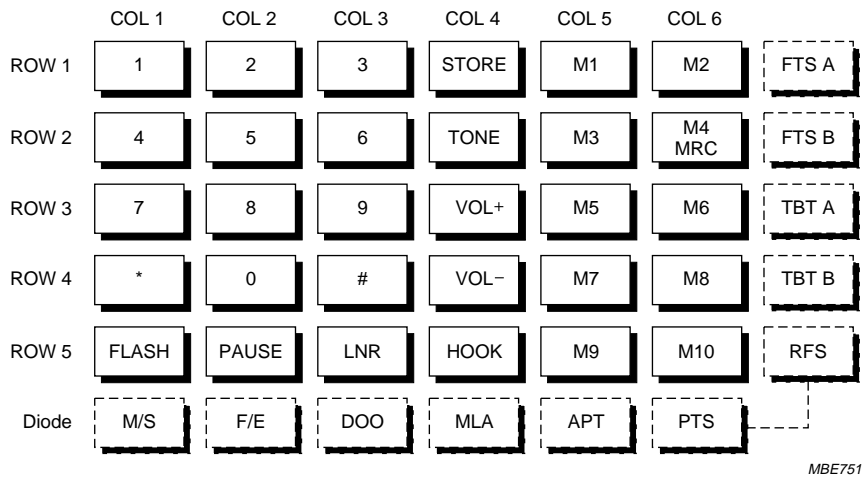 COL 1 COL 2 COL 3 COL 4 COL 5 COL 6
ROW 1 1 2 3 STORE M1 M2 FTS A
ROW 2 4 5 6 TONE M3 M4 MRC FTS B
ROW 3 7 8 9 VOL+ M5 M6 TBT A
ROW 4 * 0 # VOL− M7 M8 TBT B
ROW 5 FLASH PAUSE LNR HOOK M9 M10 RFS
Diode M/S F/E DOO MLA APT PTS
MBE751